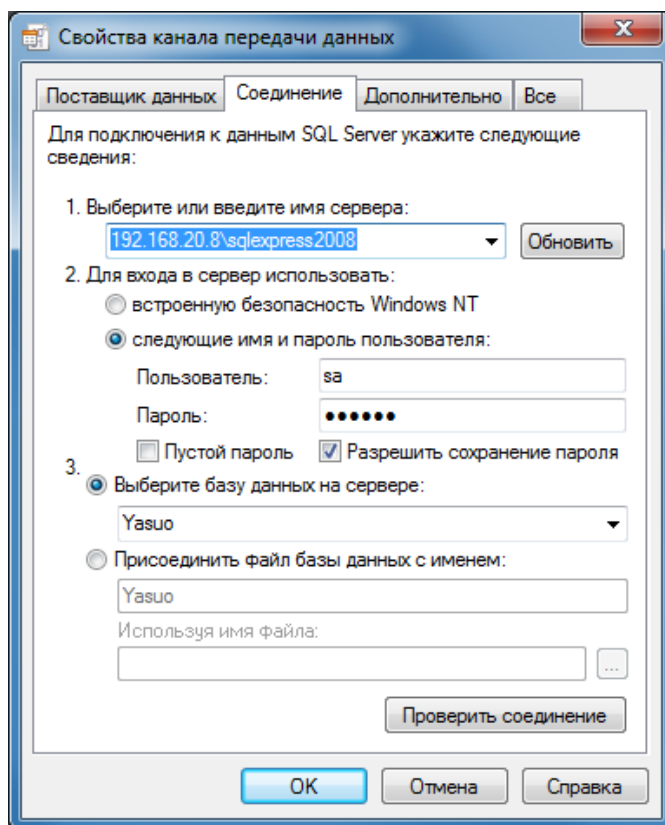 Свойства канала передачи данных
Поставщик данных Соединение Дополнительно Все
Для подключения к данным SQL Server укажите следующие
сведения:
1. Выберите или введите имя сервера:
192.168.20.8\sqlexpress2008 Обновить
2. Для входа в сервер использовать:
встроенную безопасность Windows NT
следующие имя и пароль пользователя:
Пользователь: sa
Пароль: ●●●●●●
Пустой пароль Разрешить сохранение пароля
3.
Выберите базу данных на сервере:
Yasuo
Присоединить файл базы данных с именем:
Yasuo
Используя имя файла:
...
Проверить соединение
OK Отмена Справка